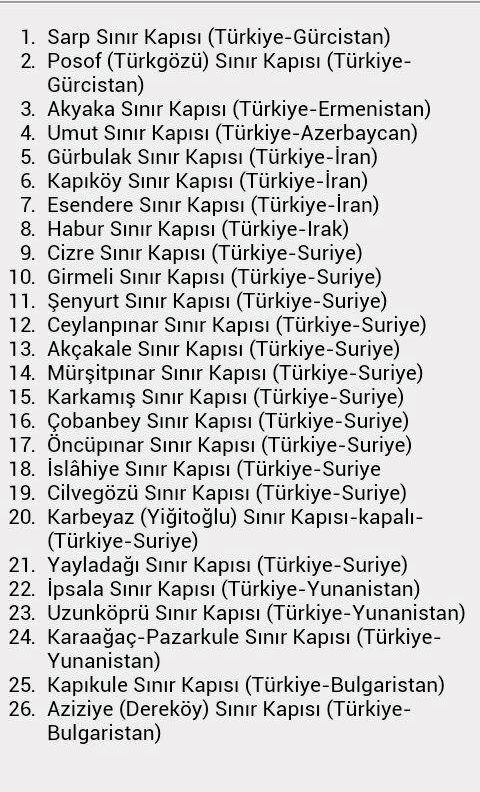 1. Sarp Sınır Kapısı (Türkiye-Gürcistan)
2. Posof (Türkgözü) Sınır Kapısı (Türkiye-
Gürcistan)
3. Akyaka Sınır Kapısı (Türkiye-Ermenistan)
4. Umut Sınır Kapısı (Türkiye-Azerbaycan)
5. Gürbulak Sınır Kapısı (Türkiye-İran)
6. Kapıköy Sınır Kapısı (Türkiye-İran)
7. Esendere Sınır Kapısı (Türkiye-İran)
8. Habur Sınır Kapısı (Türkiye-Irak)
9. Cizre Sınır Kapısı (Türkiye-Suriye)
10. Girmeli Sınır Kapısı (Türkiye-Suriye)
11. Şenyurt Sınır Kapısı (Türkiye-Suriye)
12. Ceylanpınar Sınır Kapısı (Türkiye-Suriye)
13. Akçakale Sınır Kapısı (Türkiye-Suriye)
14. Mürşitpınar Sınır Kapısı (Türkiye-Suriye)
15. Karkamış Sınır Kapısı (Türkiye-Suriye)
16. Çobanbey Sınır Kapısı (Türkiye-Suriye)
17. Öncüpınar Sınır Kapısı (Türkiye-Suriye)
18. İslâhiye Sınır Kapısı (Türkiye-Suriye
19. Cilvegözü Sınır Kapısı (Türkiye-Suriye)
20. Karbeyaz (Yiğitoğlu) Sınır Kapısı-kapalı-
(Türkiye-Suriye)
21. Yayladağı Sınır Kapısı (Türkiye-Suriye)
22. İpsala Sınır Kapısı (Türkiye-Yunanistan)
23. Uzunköprü Sınır Kapısı (Türkiye-Yunanistan)
24. Karaağaç-Pazarkule Sınır Kapısı (Türkiye-
Yunanistan)
25. Kapıkule Sınır Kapısı (Türkiye-Bulgaristan)
26. Aziziye (Dereköy) Sınır Kapısı (Türkiye-
Bulgaristan)